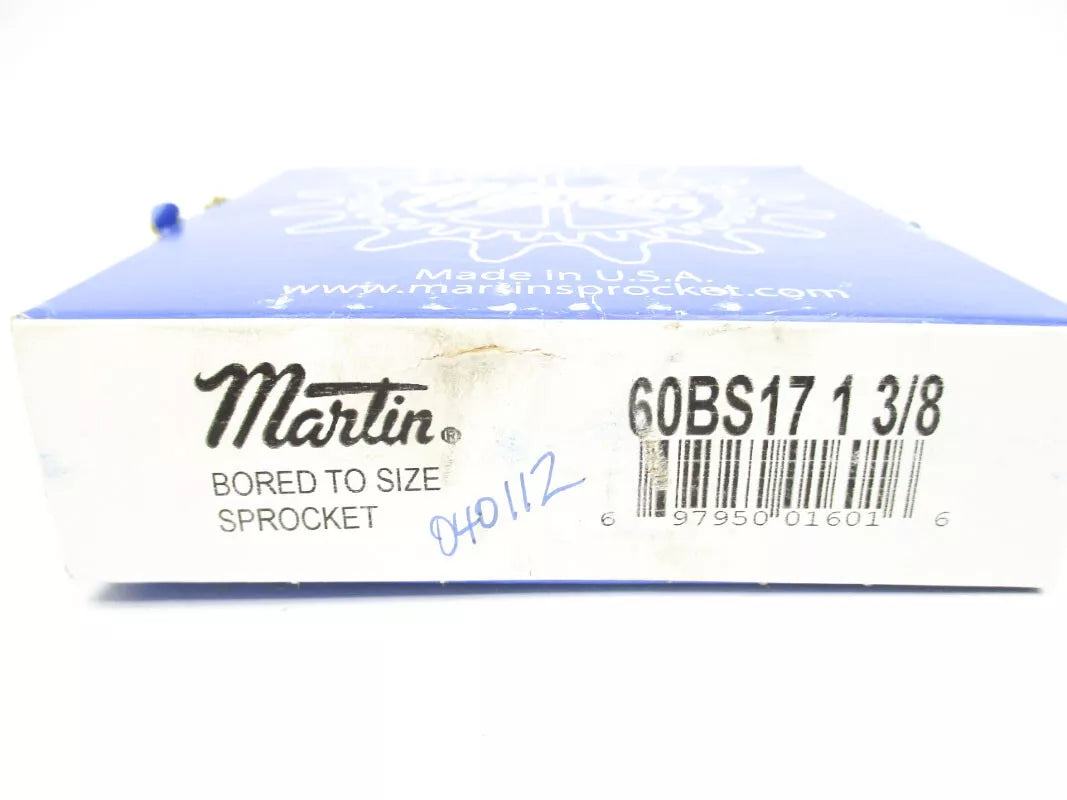 Martin
Made in U.S.A.
www.martinsprocket.com
Martin®
BORED TO SIZE
SPROCKET
040112
60BS17 1 3/8
6 97950 01601 6